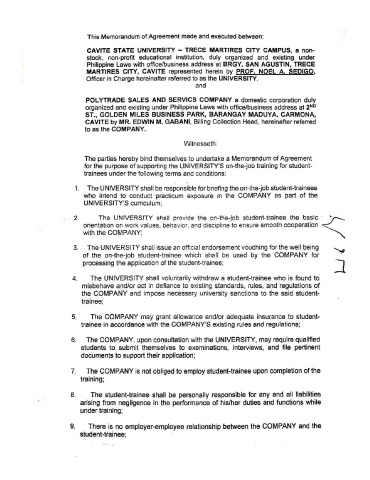 This Memorandum of Agreement made and executed between:
CAVITE STATE UNIVERSITY – TRECE MARTIRES CITY CAMPUS, a non-
stock, non-profit educational institution, duly organized and existing under
Philippine Laws with office/business address at BRGY. SAN AGUSTIN, TRECE
MARTIRES CITY, CAVITE represented herein by PROF. NOEL A. SEDIGO,
Officer in Charge hereinafter referred to as the UNIVERSITY.
and
POLYTRADE SALES AND SERVICS COMPANY a domestic corporation duly
organized and existing under Philippine Laws with office/business address at 2ND
ST., GOLDEN MILES BUSINESS PARK, BARANGAY MADUYA, CARMONA,
CAVITE by MR. EDWIN M. GABANI, Billing Collection Head, hereinafter referred
to as the COMPANY.
Witnesseth:
The parties hereby bind themselves to undertake a Memorandum of Agreement
for the purpose of supporting the UNIVERSITY'S on-the-job training for student-
trainees under the following terms and conditions:
1. The UNIVERSITY shall be responsible for briefing the on-the-job student-trainees
who intend to conduct practicum exposure in the COMPANY as part of the
UNIVERSITY'S curriculum;
2. The UNIVERSITY shall provide the on-the-job student-trainees the basic
orientation on work values, behavior, and discipline to ensure smooth cooperation
with the COMPANY;
3. The UNIVERSITY shall issue an official endorsement vouching for the well being
of the on-the-job student-trainee which shall be used by the COMPANY for
processing the application of the student-trainee;
4. The UNIVERSITY shall voluntarily withdraw a student-trainee who is found to
misbehave and/or act in defiance to existing standards, rules, and regulations of
the COMPANY and impose necessary university sanctions to the said student-
trainee;
5. The COMPANY may grant allowance and/or adequate insurance to student-
trainee in accordance with the COMPANY'S existing rules and regulations;
6. The COMPANY, upon consultation with the UNIVERSITY, may require qualified
students to submit themselves to examinations, interviews, and file pertinent
documents to support their application;
7. The COMPANY is not obliged to employ student-trainee upon completion of the
training;
8. The student-trainee shall be personally responsible for any and all liabilities
arising from negligence in the performance of his/her duties and functions while
under training;
9. There is no employer-employee relationship between the COMPANY and the
student-trainee;